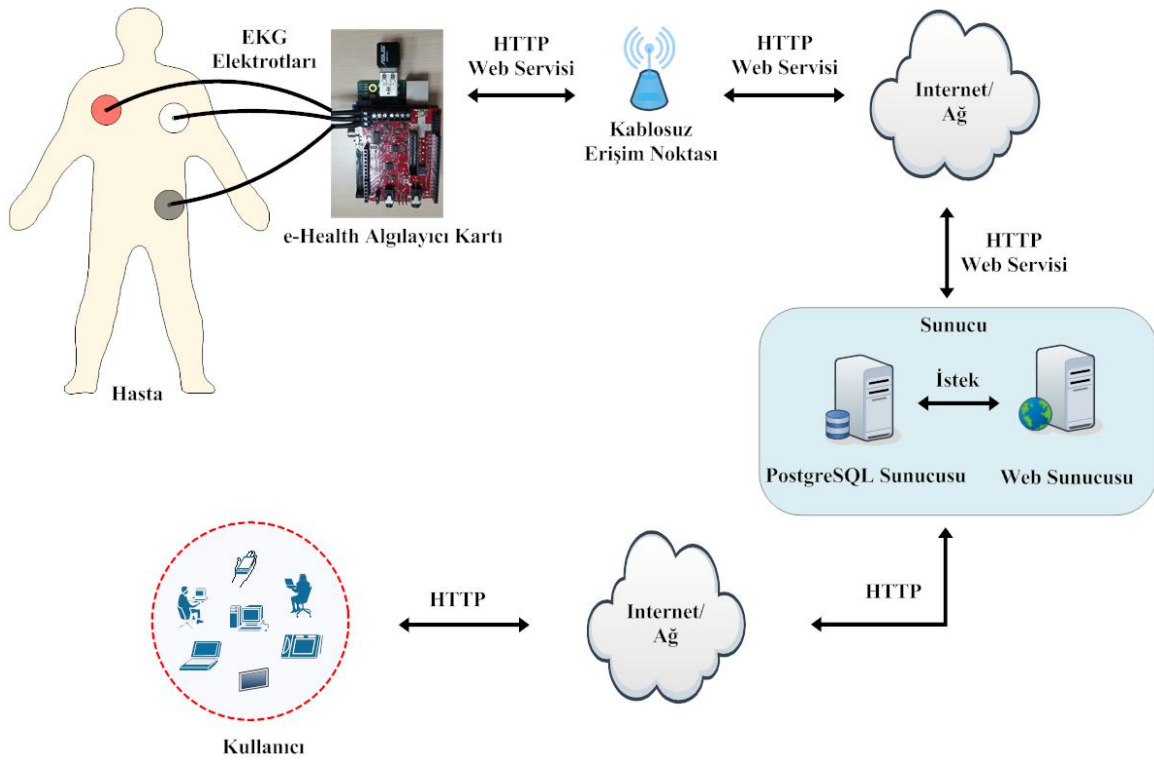 EKG
Elektrotları
HTTP
Web Servisi
HTTP
Web Servisi
Internet/
Ağ
Kablosuz
Erişim Noktası
e-Health Algılayıcı Kartı
HTTP
Web Servisi
Hasta
Sunucu
İstek
PostgreSQL Sunucusu
Web Sunucusu
HTTP
Internet/
Ağ
HTTP
Kullanıcı
ASUS